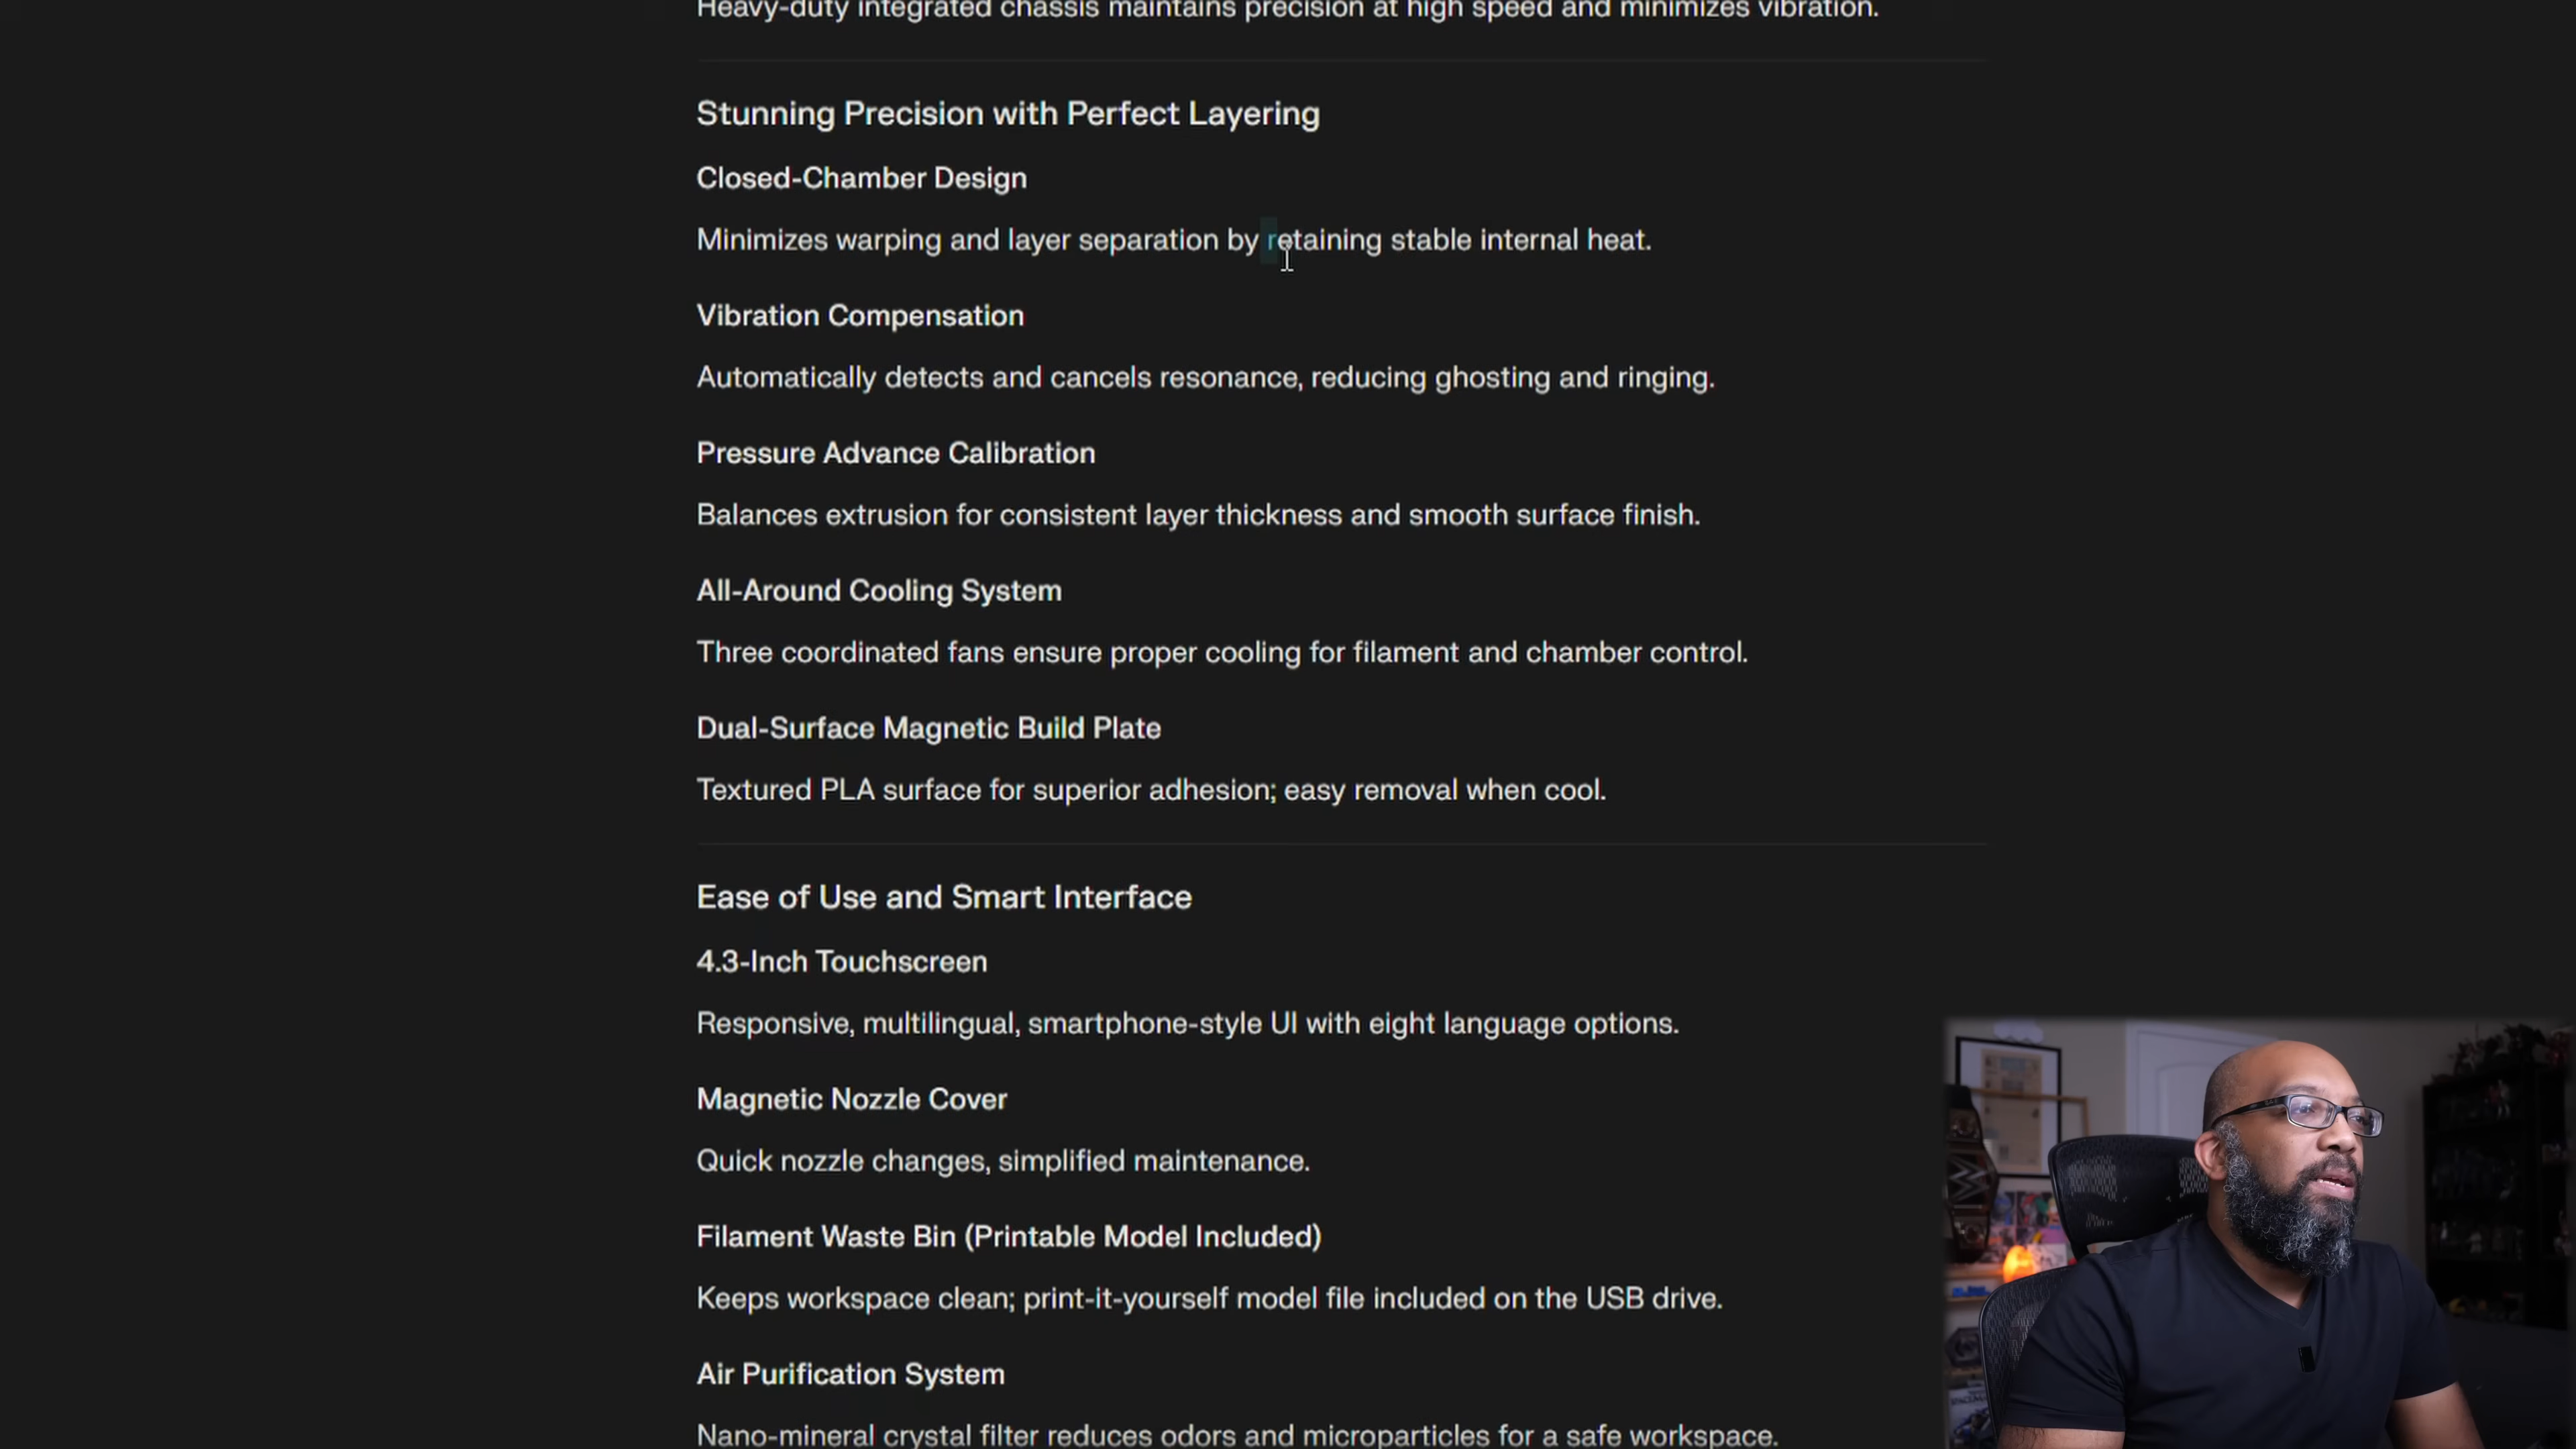 Heavy-duty integrated chassis maintains precision at high speed and minimizes vibration.
Stunning Precision with Perfect Layering
Closed-Chamber Design
Minimizes warping and layer separation by retaining stable internal heat.
Vibration Compensation
Automatically detects and cancels resonance, reducing ghosting and ringing.
Pressure Advance Calibration
Balances extrusion for consistent layer thickness and smooth surface finish.
All-Around Cooling System
Three coordinated fans ensure proper cooling for filament and chamber control.
Dual-Surface Magnetic Build Plate
Textured PLA surface for superior adhesion; easy removal when cool.
Ease of Use and Smart Interface
4.3-Inch Touchscreen
Responsive, multilingual, smartphone-style UI with eight language options.
Magnetic Nozzle Cover
Quick nozzle changes, simplified maintenance.
Filament Waste Bin (Printable Model Included)
Keeps workspace clean; print-it-yourself model file included on the USB drive.
Air Purification System
Nano-mineral crystal filter reduces odors and microparticles for a safe workspace.